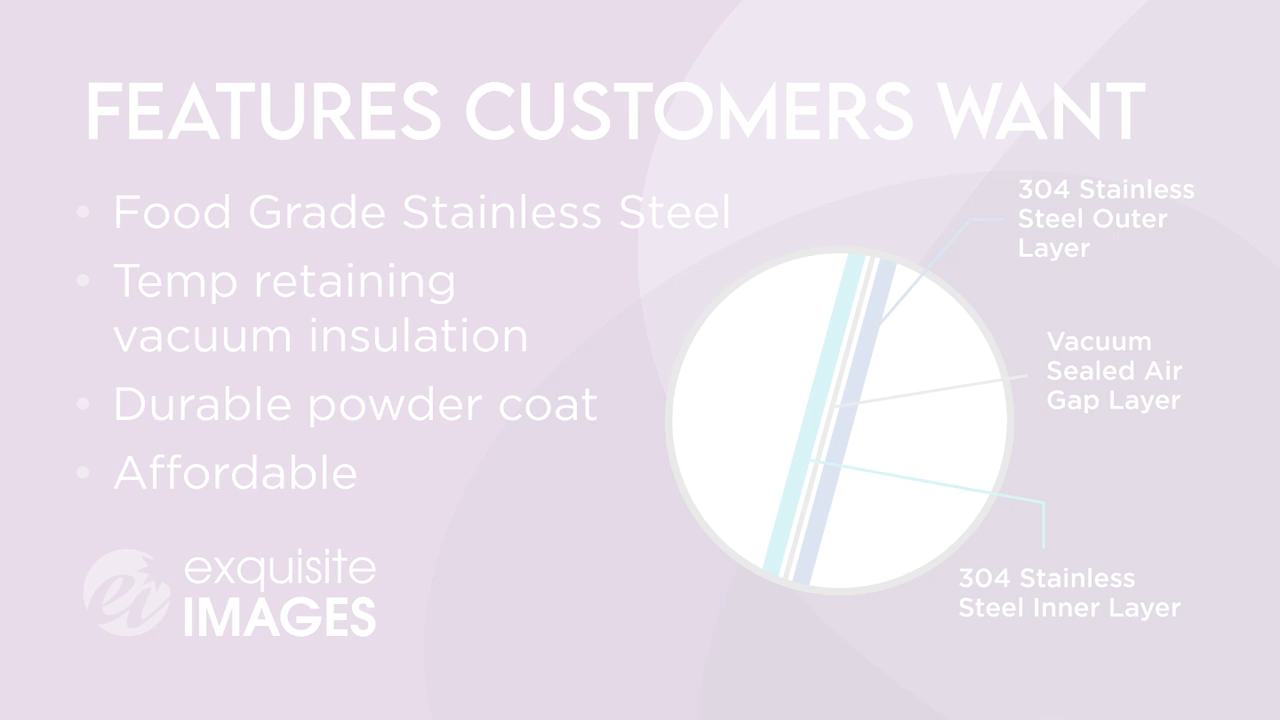 FEATURES CUSTOMERS WANT
• Food Grade Stainless Steel
• Temp retaining
vacuum insulation
• Durable powder coat
• Affordable
304 Stainless
Steel Outer
Layer
Vacuum
Sealed Air
Gap Layer
304 Stainless
Steel Inner Layer
exquisite
IMAGES